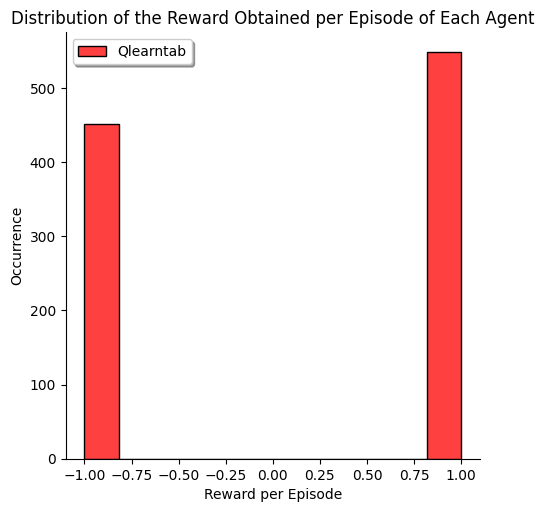 Distribution of the Reward Obtained per Episode of Each Agent
Qlearntab
Occurrence
500
400
300
200
100
0
−1.00 −0.75 −0.50 −0.25 0.00 0.25 0.50 0.75 1.00
Reward per Episode